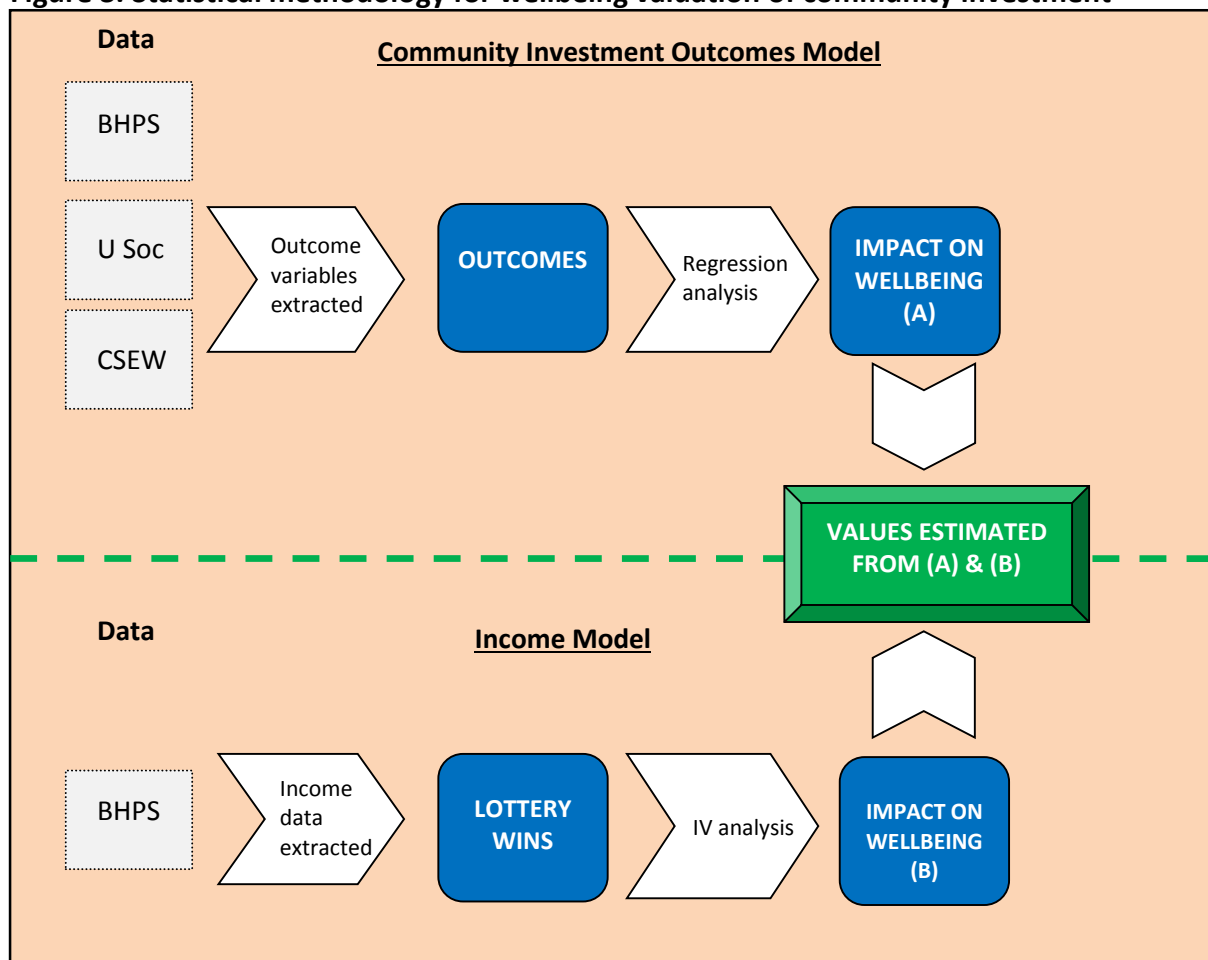 Data
Community Investment Outcomes Model
BHPS
U Soc
CSEW
Outcome
variables
extracted
OUTCOMES
Regression
analysis
IMPACT ON
WELLBEING
(A)
VALUES ESTIMATED
FROM (A) & (B)
Data
Income Model
BHPS
Income
data
extracted
LOTTERY
WINS
IV analysis
IMPACT ON
WELLBEING
(B)